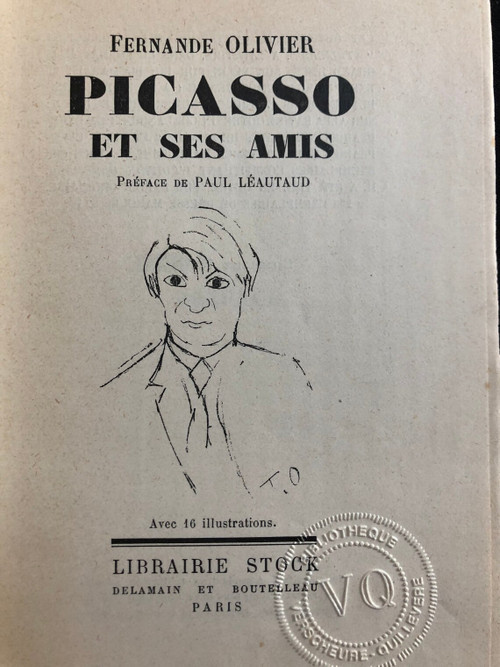 FERNANDE OLIVIER
PICASSO
ET SES AMIS
PRÉFACE DE PAUL LÉAUTAUD
F.O
Avec 16 illustrations.
LIBRAIRIE STOCK
DELAMAIN ET BOUTELLEAU
PARIS
BIBLIOTHEQUE
VQ
VERSCHEURE-QUILLEVERE